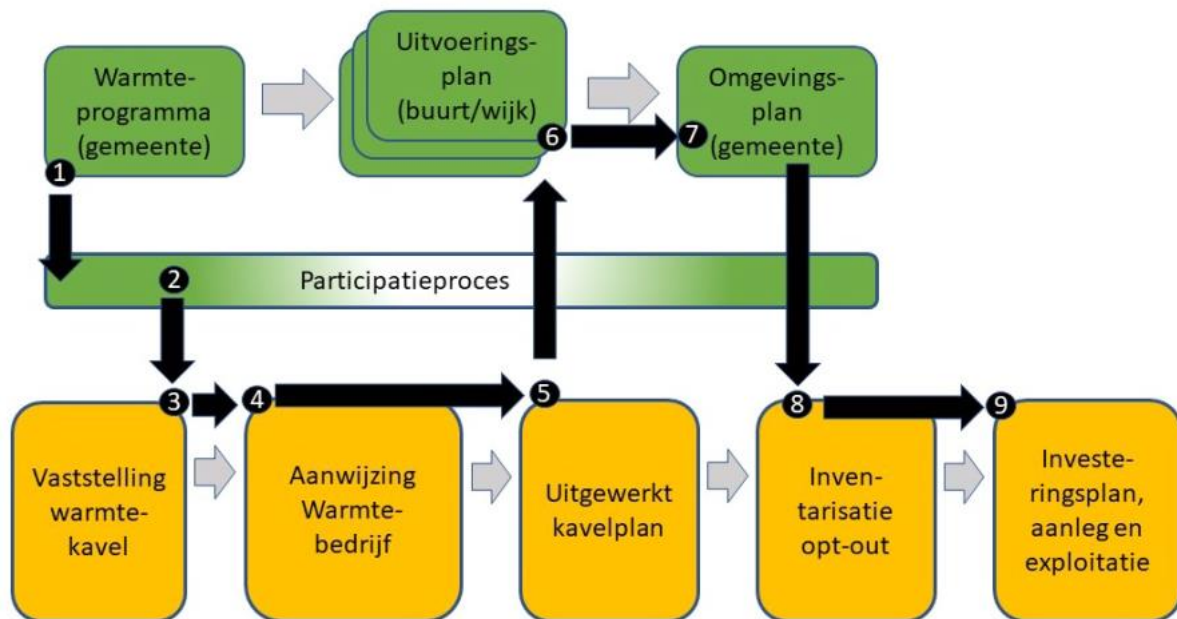 Warmte-
programma
(gemeente)
1
Uitvoerings-
plan
(buurt/wijk)
6
Omgevings-
plan
(gemeente)
7
2
Participatieproces
3
Vaststelling
warmte-
kavel
4
Aanwijzing
Warmte-
bedrijf
5
Uitgewerkt
kavelplan
8
Inven-
tarisatie
opt-out
9
Investe-
ringsplan,
aanleg en
exploitatie